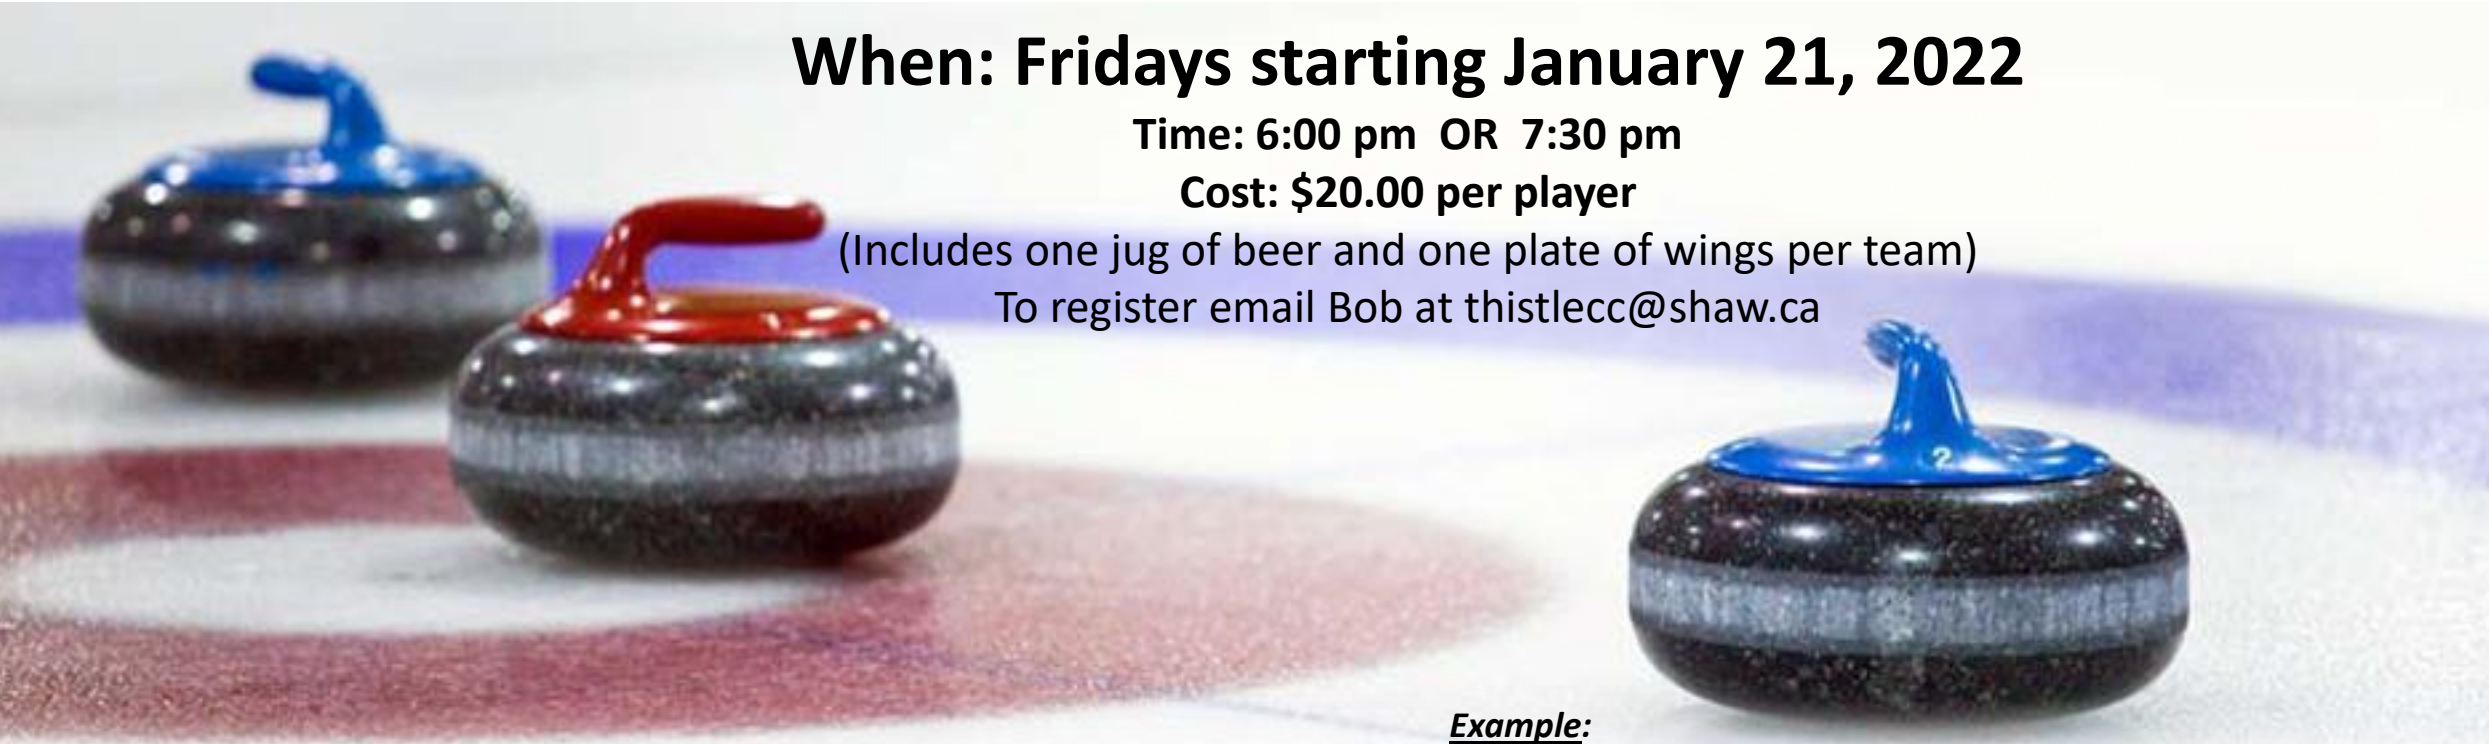 When: Fridays starting January 21, 2022
Time: 6:00 pm  OR  7:30 pm
Cost: $20.00 per player
(Includes one jug of beer and one plate of wings per team)
To register email Bob at thistlecc@shaw.ca
2
Example: